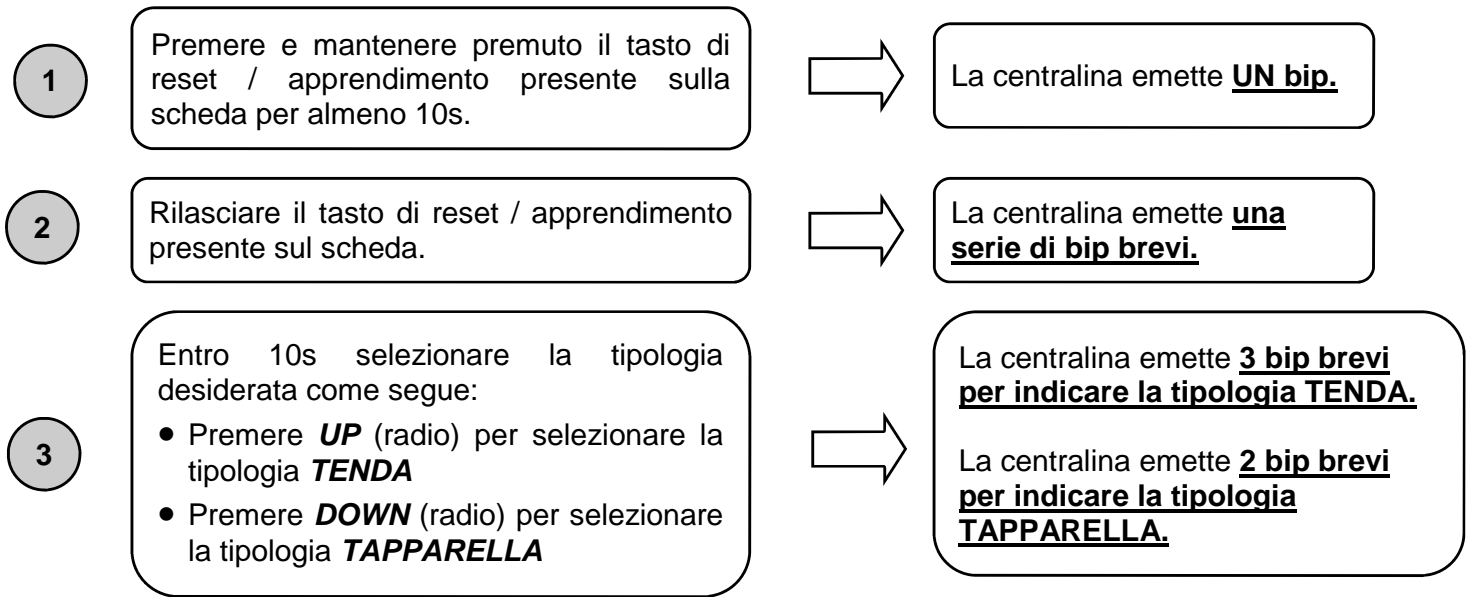 1
Premere e mantenere premuto il tasto di
reset / apprendimento presente sulla
scheda per almeno 10s.
La centralina emette UN bip.
2
Rilasciare il tasto di reset / apprendimento
presente sul scheda.
La centralina emette una
serie di bip brevi.
3
Entro 10s selezionare la tipologia
desiderata come segue:
• Premere UP (radio) per selezionare la
tipologia TENDA
• Premere DOWN (radio) per selezionare
la tipologia TAPPARELLA
La centralina emette 3 bip brevi
per indicare la tipologia TENDA.
La centralina emette 2 bip brevi
per indicare la tipologia
TAPPARELLA.